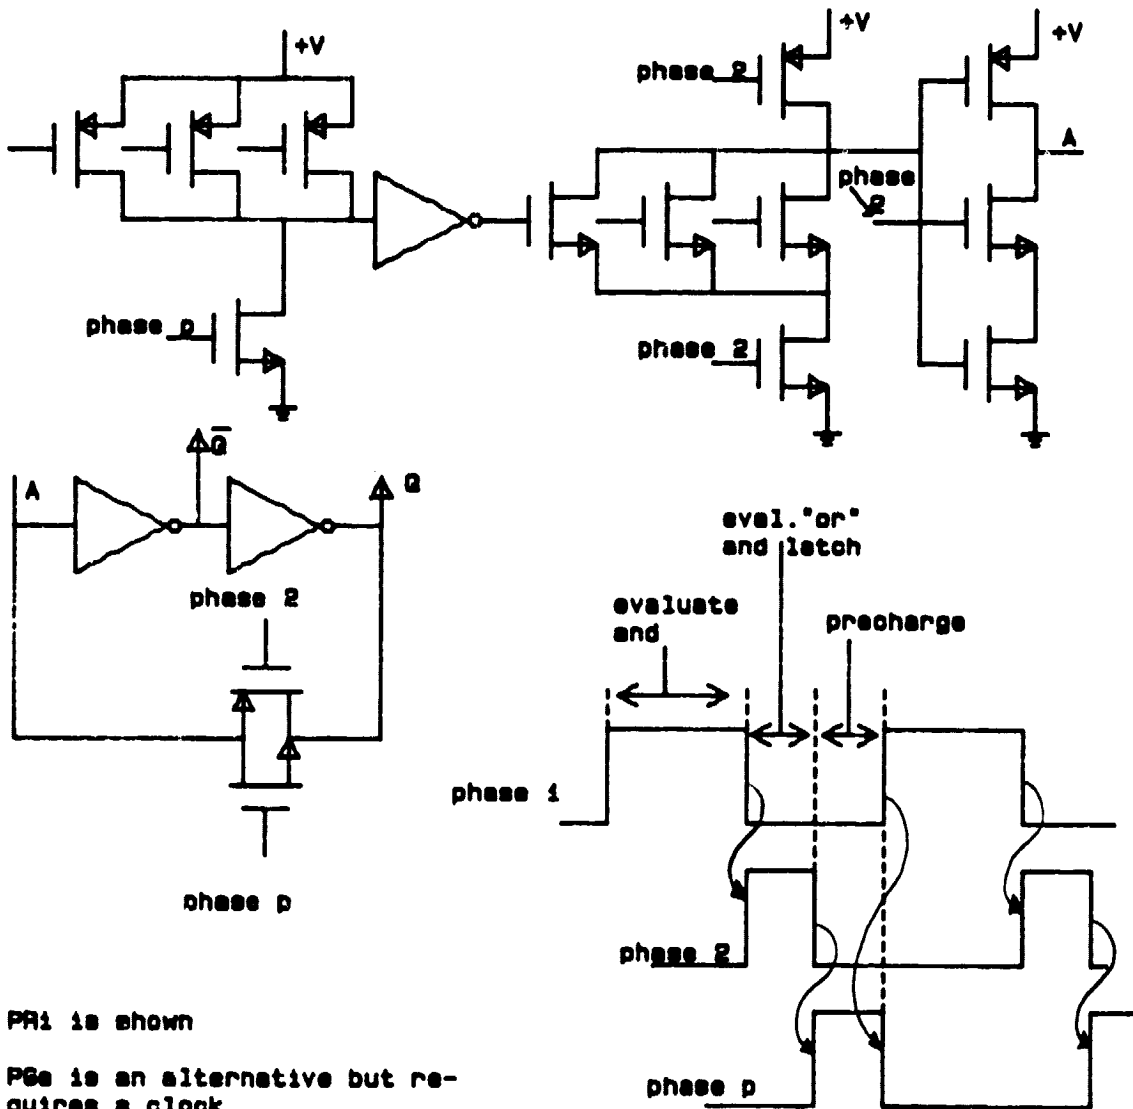 +V
+V
+V
phase 2
A
phase
2
phase p
phase 2
Q
A
Q
phase 2
phase p
eval."or"
and latch
evaluate
and
precharge
phase 1
phase 2
phase p
PR1 is shown
PGe is an alternative but re-
quires a clock